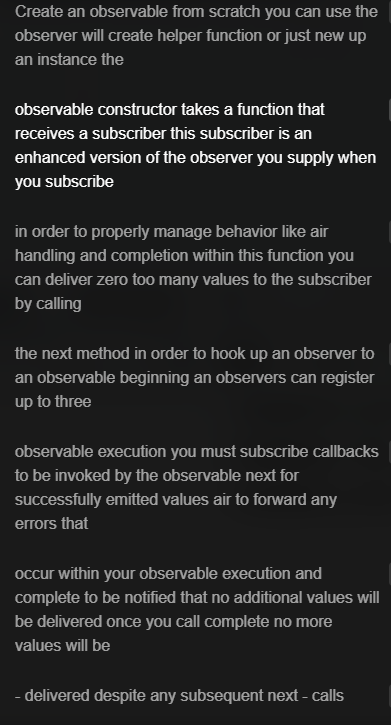 Create an observable from scratch you can use the
observer will create helper function or just new up
an instance the
observable constructor takes a function that
receives a subscriber this subscriber is an
enhanced version of the observer you supply when
you subscribe
in order to properly manage behavior like air
handling and completion within this function you
can deliver zero too many values to the subscriber
by calling
the next method in order to hook up an observer to
an observable beginning an observers can register
up to three
observable execution you must subscribe callbacks
to be invoked by the observable next for
successfully emitted values air to forward any
errors that
occur within your observable execution and
complete to be notified that no additional values will
be delivered once you call complete no more
values will be
- delivered despite any subsequent next - calls